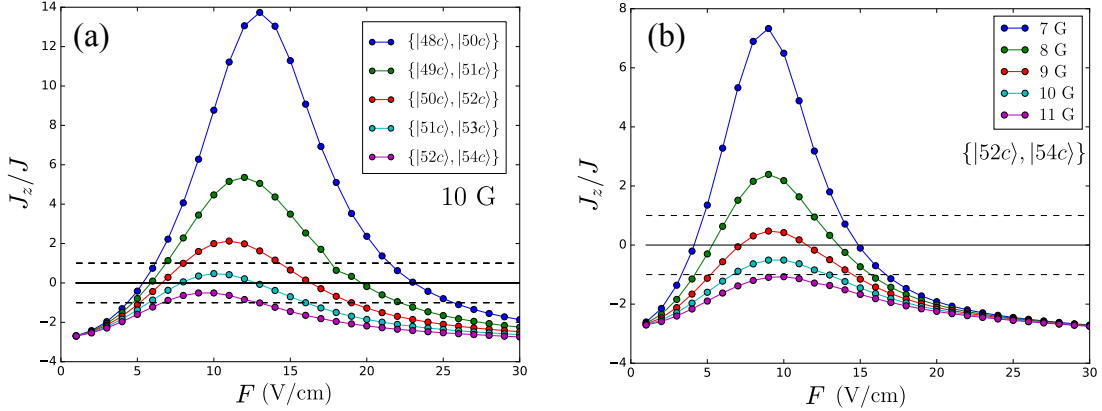 (a)
{|48c⟩, |50c⟩}
{|49c⟩, |51c⟩}
{|50c⟩, |52c⟩}
{|51c⟩, |53c⟩}
{|52c⟩, |54c⟩}
10 G
J_z/J
14
12
10
8
6
4
2
0
−2
−4
0 5 10 15 20 25 30
F (V/cm)
(b)
7 G
8 G
9 G
10 G
11 G
{|52c⟩, |54c⟩}
J_z/J
8
6
4
2
0
−2
−4
0 5 10 15 20 25 30
F (V/cm)